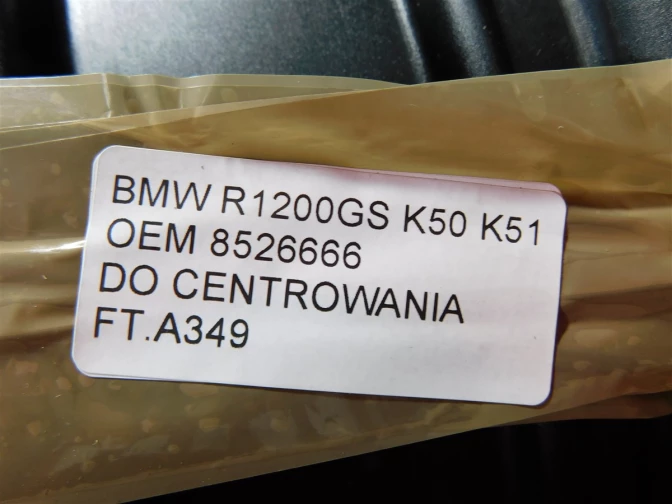 BMW R1200GS K50 K51
OEM 8526666
DO CENTROWANIA
FT.A349